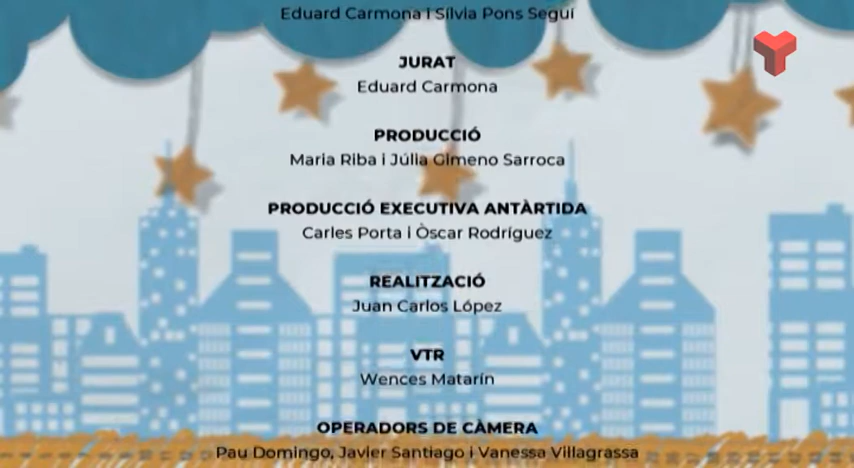 Eduard Carmona i Sílvia Pons Seguí
JURAT
Eduard Carmona
PRODUCCIÓ
Maria Riba i Júlia Gimeno Sarroca
PRODUCCIÓ EXECUTIVA ANTÀRTIDA
Carles Porta i Òscar Rodríguez
REALITZACIÓ
Juan Carlos López
VTR
Wences Matarín
OPERADORS DE CÀMERA
Pau Domingo, Javier Santiago i Vanessa Villagrassa